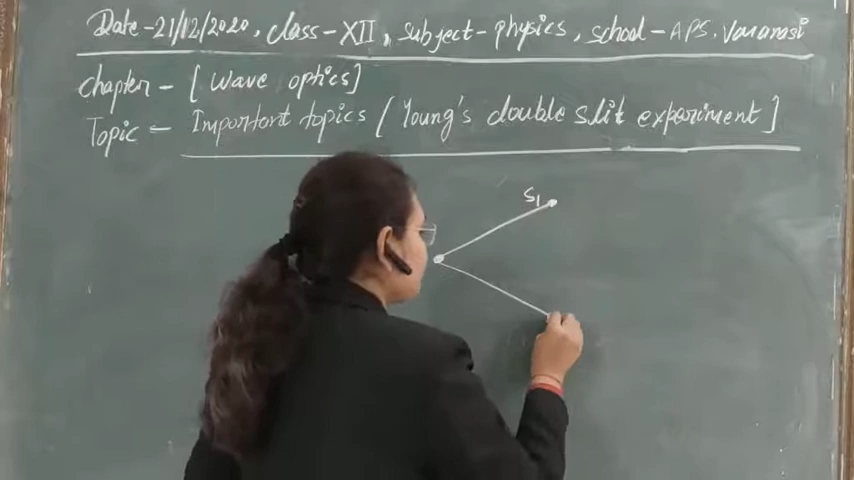 Date-21/12/2020, Class-XII, Subject-physics, school-APS, Varanasi
Chapter - [ Wave optics ]
Topic - Important topics [ Young's double slit experiment ]
S1